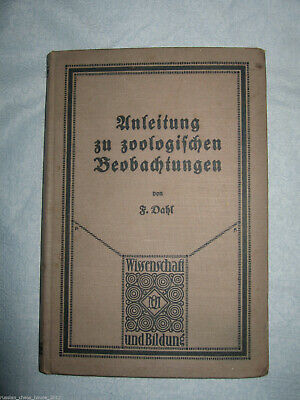 Anleitung
zu zoologischen
Beobachtungen
von
F. Dahl
Wissenschaft
und Bildung